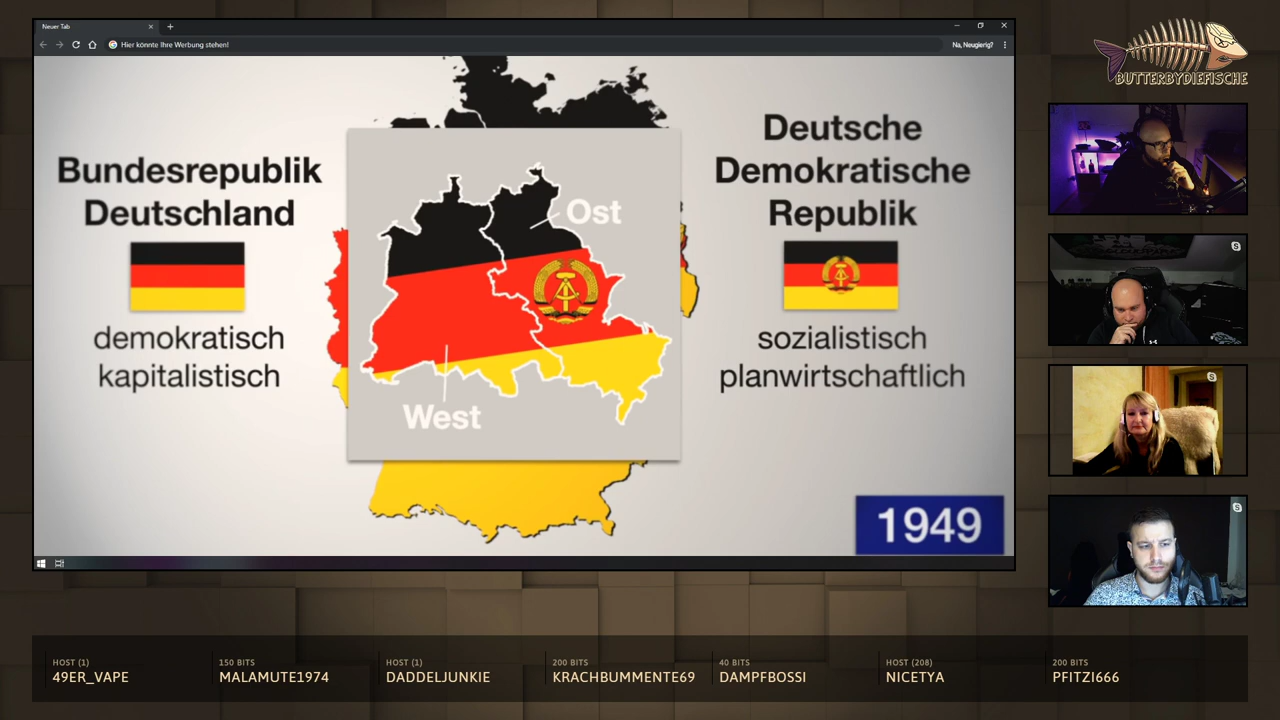 Neuer Tab
Hier könnte Ihre Werbung stehen!
Na, Neugierig?
BUTTERBYDIEFISCHE
Bundesrepublik
Deutschland
demokratisch
kapitalistisch
Ost
West
Deutsche
Demokratische
Republik
sozialistisch
planwirtschaftlich
1949
HOST (1)
49ER_VAPE
150 BITS
MALAMUTE1974
HOST (1)
DADDELJUNKIE
200 BITS
KRACHBUMMENTE69
40 BITS
DAMPFBOSSI
HOST (208)
NICETYA
200 BITS
PFITZI666